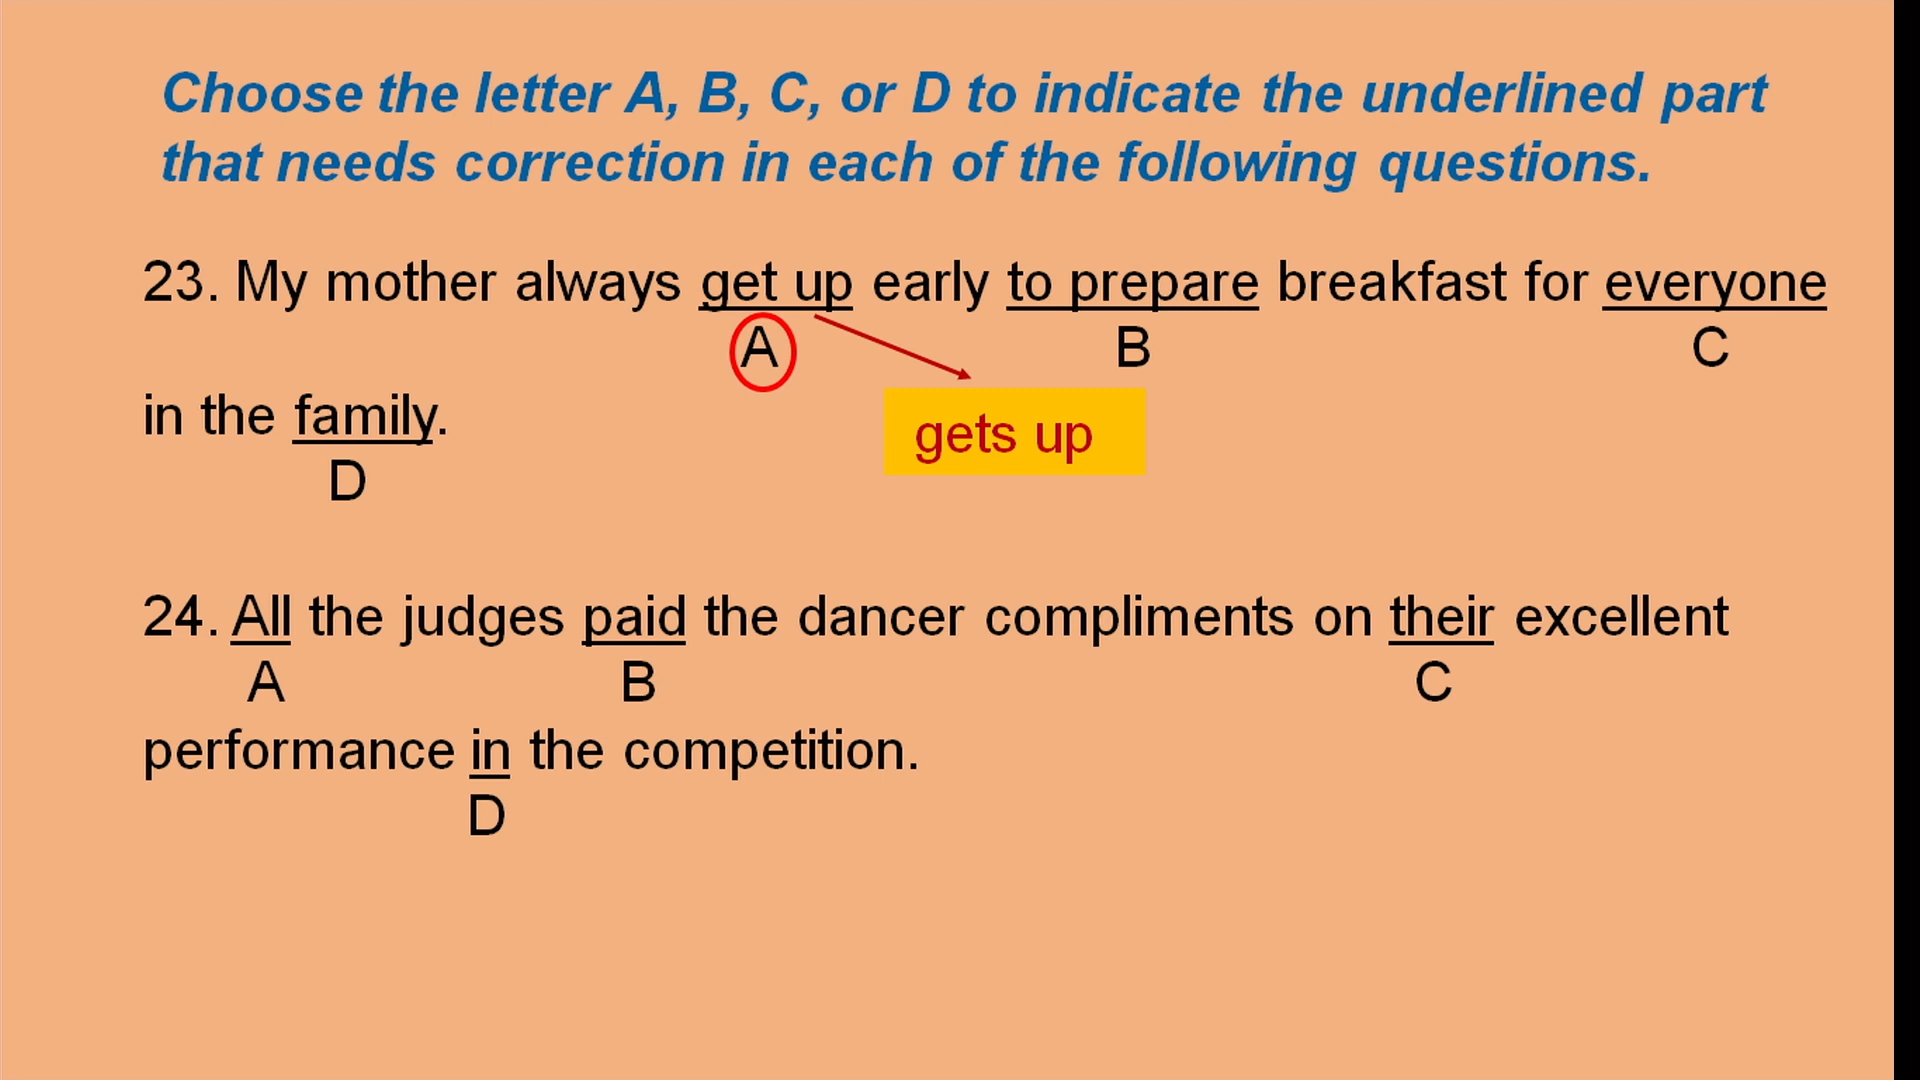 Choose the letter A, B, C, or D to indicate the underlined part
that needs correction in each of the following questions.
23. My mother always get up early to prepare breakfast for everyone
A B C
in the family.
gets up
D
24. All the judges paid the dancer compliments on their excellent
A B C
performance in the competition.
D